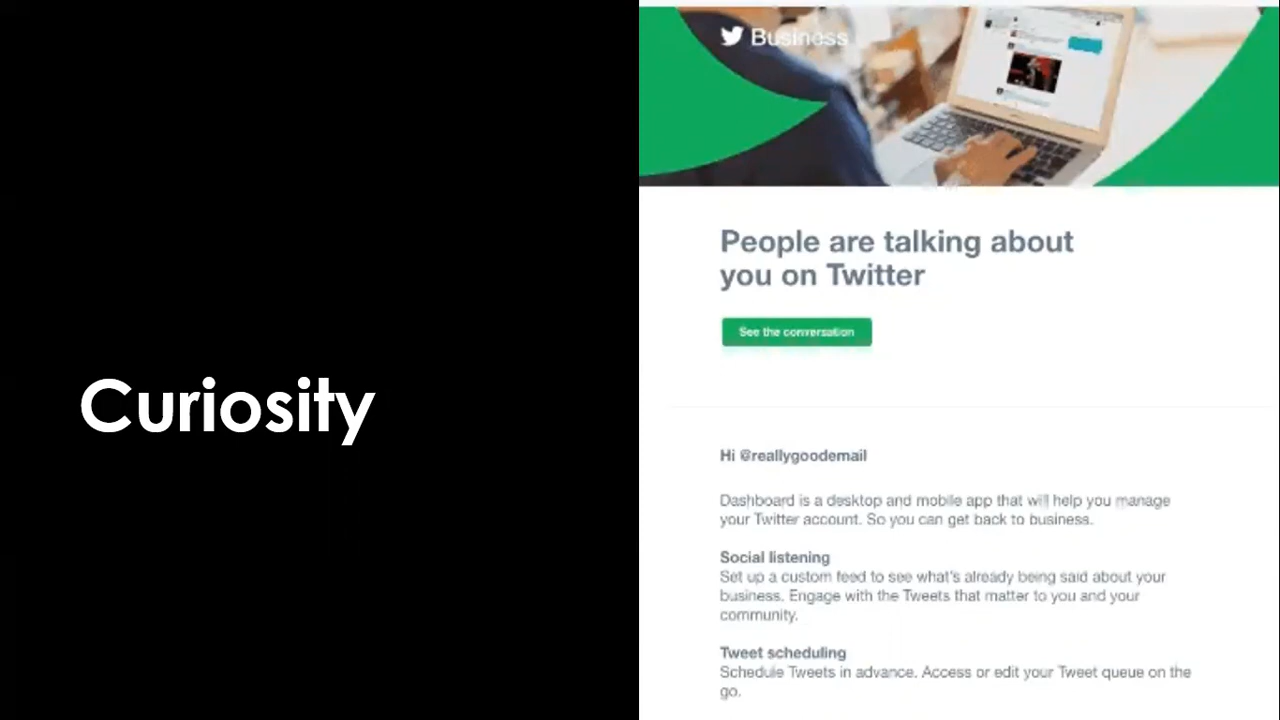 Curiosity
Business
People are talking about
you on Twitter
See the conversation
Hi @reallygoodemail
Dashboard is a desktop and mobile app that will help you manage
your Twitter account. So you can get back to business.
Social listening
Set up a custom feed to see what's already being said about your
business. Engage with the Tweets that matter to you and your
community.
Tweet scheduling
Schedule Tweets in advance. Access or edit your Tweet queue on the
go.